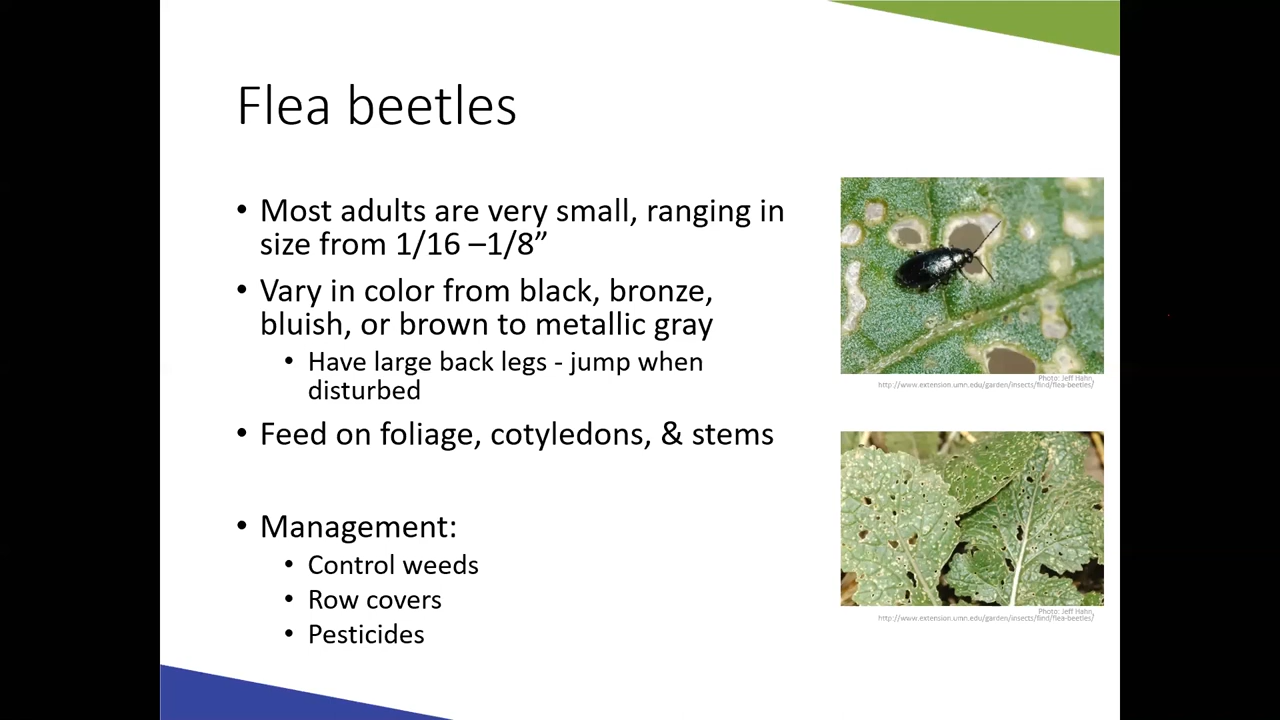 Flea beetles
• Most adults are very small, ranging in
size from 1/16 –1/8”
• Vary in color from black, bronze,
bluish, or brown to metallic gray
• Have large back legs - jump when
disturbed
• Feed on foliage, cotyledons, & stems
• Management:
• Control weeds
• Row covers
• Pesticides
Photo: Jeff Hahn,
http://www.extension.umn.edu/garden/insects/find/flea-beetles/
Photo: Jeff Hahn,
http://www.extension.umn.edu/garden/insects/find/flea-beetles/